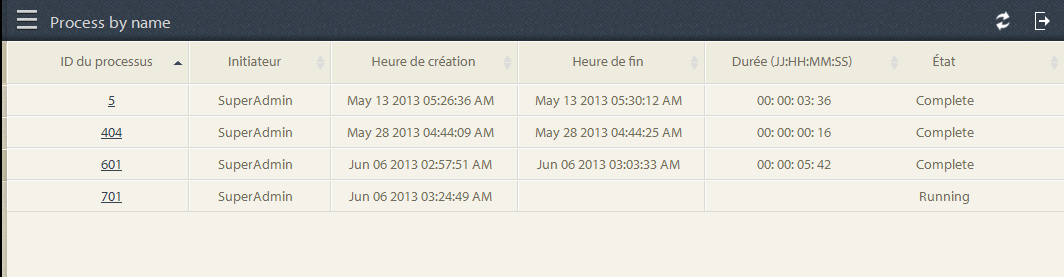 Process by name
ID du processus Initiateur Heure de création Heure de fin Durée (JJ:HH:MM:SS) État
5 SuperAdmin May 13 2013 05:26:36 AM May 13 2013 05:30:12 AM 00: 00: 03: 36 Complete
404 SuperAdmin May 28 2013 04:44:09 AM May 28 2013 04:44:25 AM 00: 00: 00: 16 Complete
601 SuperAdmin Jun 06 2013 02:57:51 AM Jun 06 2013 03:03:33 AM 00: 00: 05: 42 Complete
701 SuperAdmin Jun 06 2013 03:24:49 AM Running